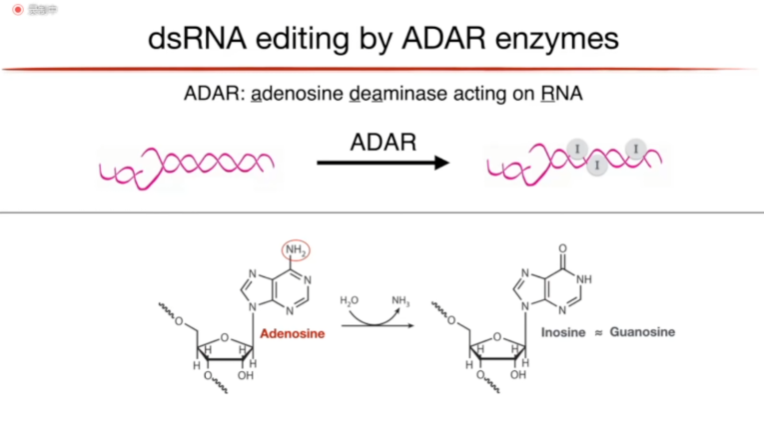 dsRNA editing by ADAR enzymes
ADAR: adenosine deaminase acting on RNA
ADAR
I
I
I
NH2
N
N
N
N
O
O
H
H
H
H
O
OH
Adenosine
H2O
NH3
O
N
NH
N
N
O
O
H
H
H
H
O
OH
Inosine ≈ Guanosine